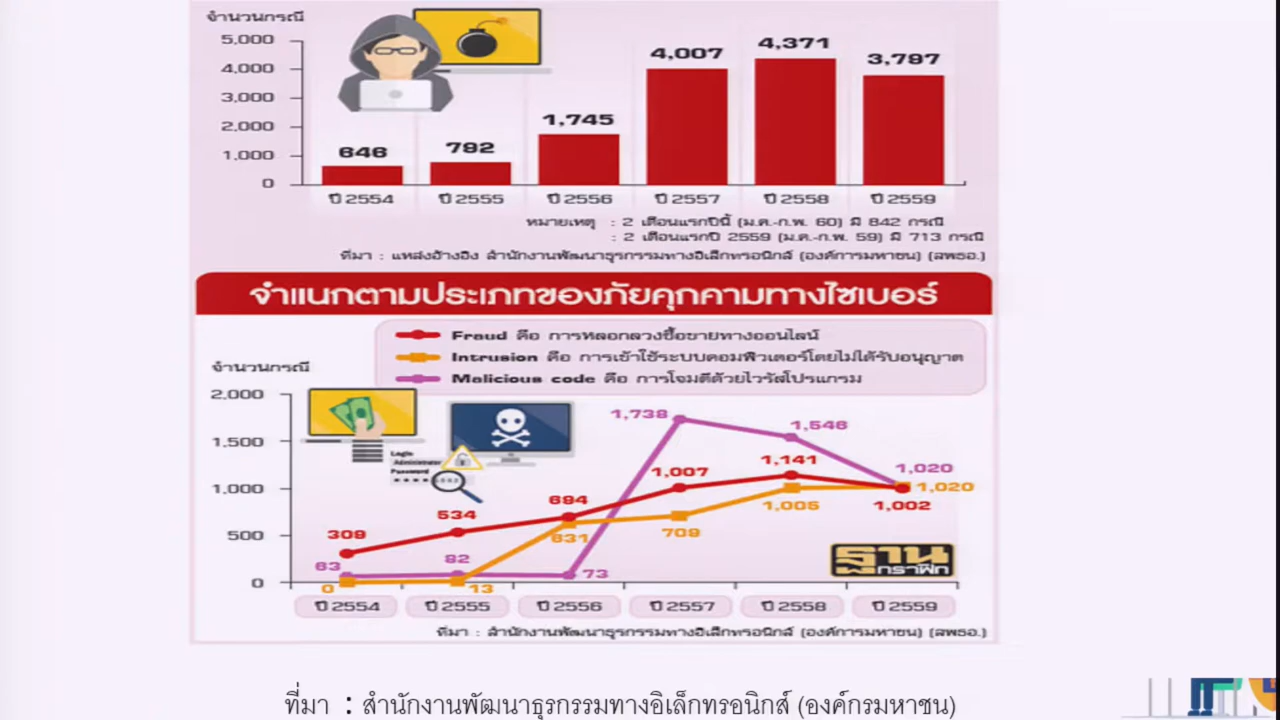 จำนวนกรณี
5,000
4,000
3,000
2,000
1,000
0
646
792
1,745
4,007
4,371
3,797
ปี 2554 ปี 2555 ปี 2556 ปี 2557 ปี 2558 ปี 2559
หมายเหตุ : 2 เดือนแรกปีนี้ (ม.ค.-ก.พ. 60) มี 842 กรณี
: 2 เดือนแรกปี 2559 (ม.ค.-ก.พ. 59) มี 713 กรณี
ที่มา : แหล่งอ้างอิง สำนักงานพัฒนาธุรกรรมทางอิเล็กทรอนิกส์ (องค์การมหาชน) (สพธอ.)
จำแนกตามประเภทของภัยคุกคามทางไซเบอร์
Fraud คือ การหลอกลวงซื้อขายทางออนไลน์
Intrusion คือ การเข้าใช้ระบบคอมพิวเตอร์โดยไม่ได้รับอนุญาต
Malicious code คือ การโจมตีด้วยไวรัสโปรแกรม
จำนวนกรณี
2,000
1,500
1,000
500
0
Login
Administrator
Password
309
534
694
1,007
1,141
1,002
0
13
631
709
1,005
1,020
63
82
73
1,738
1,546
1,020
ฐาน
กราฟิก
ปี 2554 ปี 2555 ปี 2556 ปี 2557 ปี 2558 ปี 2559
ที่มา : สำนักงานพัฒนาธุรกรรมทางอิเล็กทรอนิกส์ (องค์การมหาชน) (สพธอ.)
ที่มา : สำนักงานพัฒนาธุรกรรมทางอิเล็กทรอนิกส์ (องค์กรมหาชน)